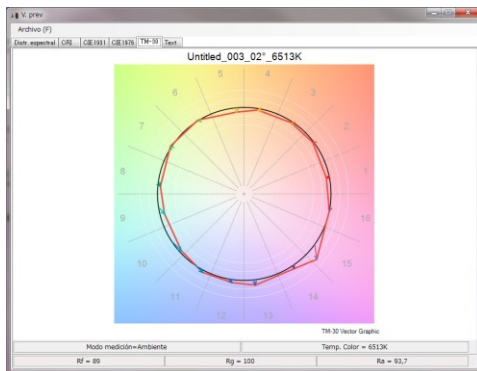 V. prev
Archivo (F)
Distr. espectral CRI CIE1931 CIE1976 TM-30 Text
Untitled_003_02°_6513K
5 4
6 3
7 2
8 1
9 16
10 15
11 14
12 13
TM-30 Vector Graphic
Modo medición=Ambiente Temp. Color = 6513K
Rf = 89 Rg = 100 Ra = 93,7